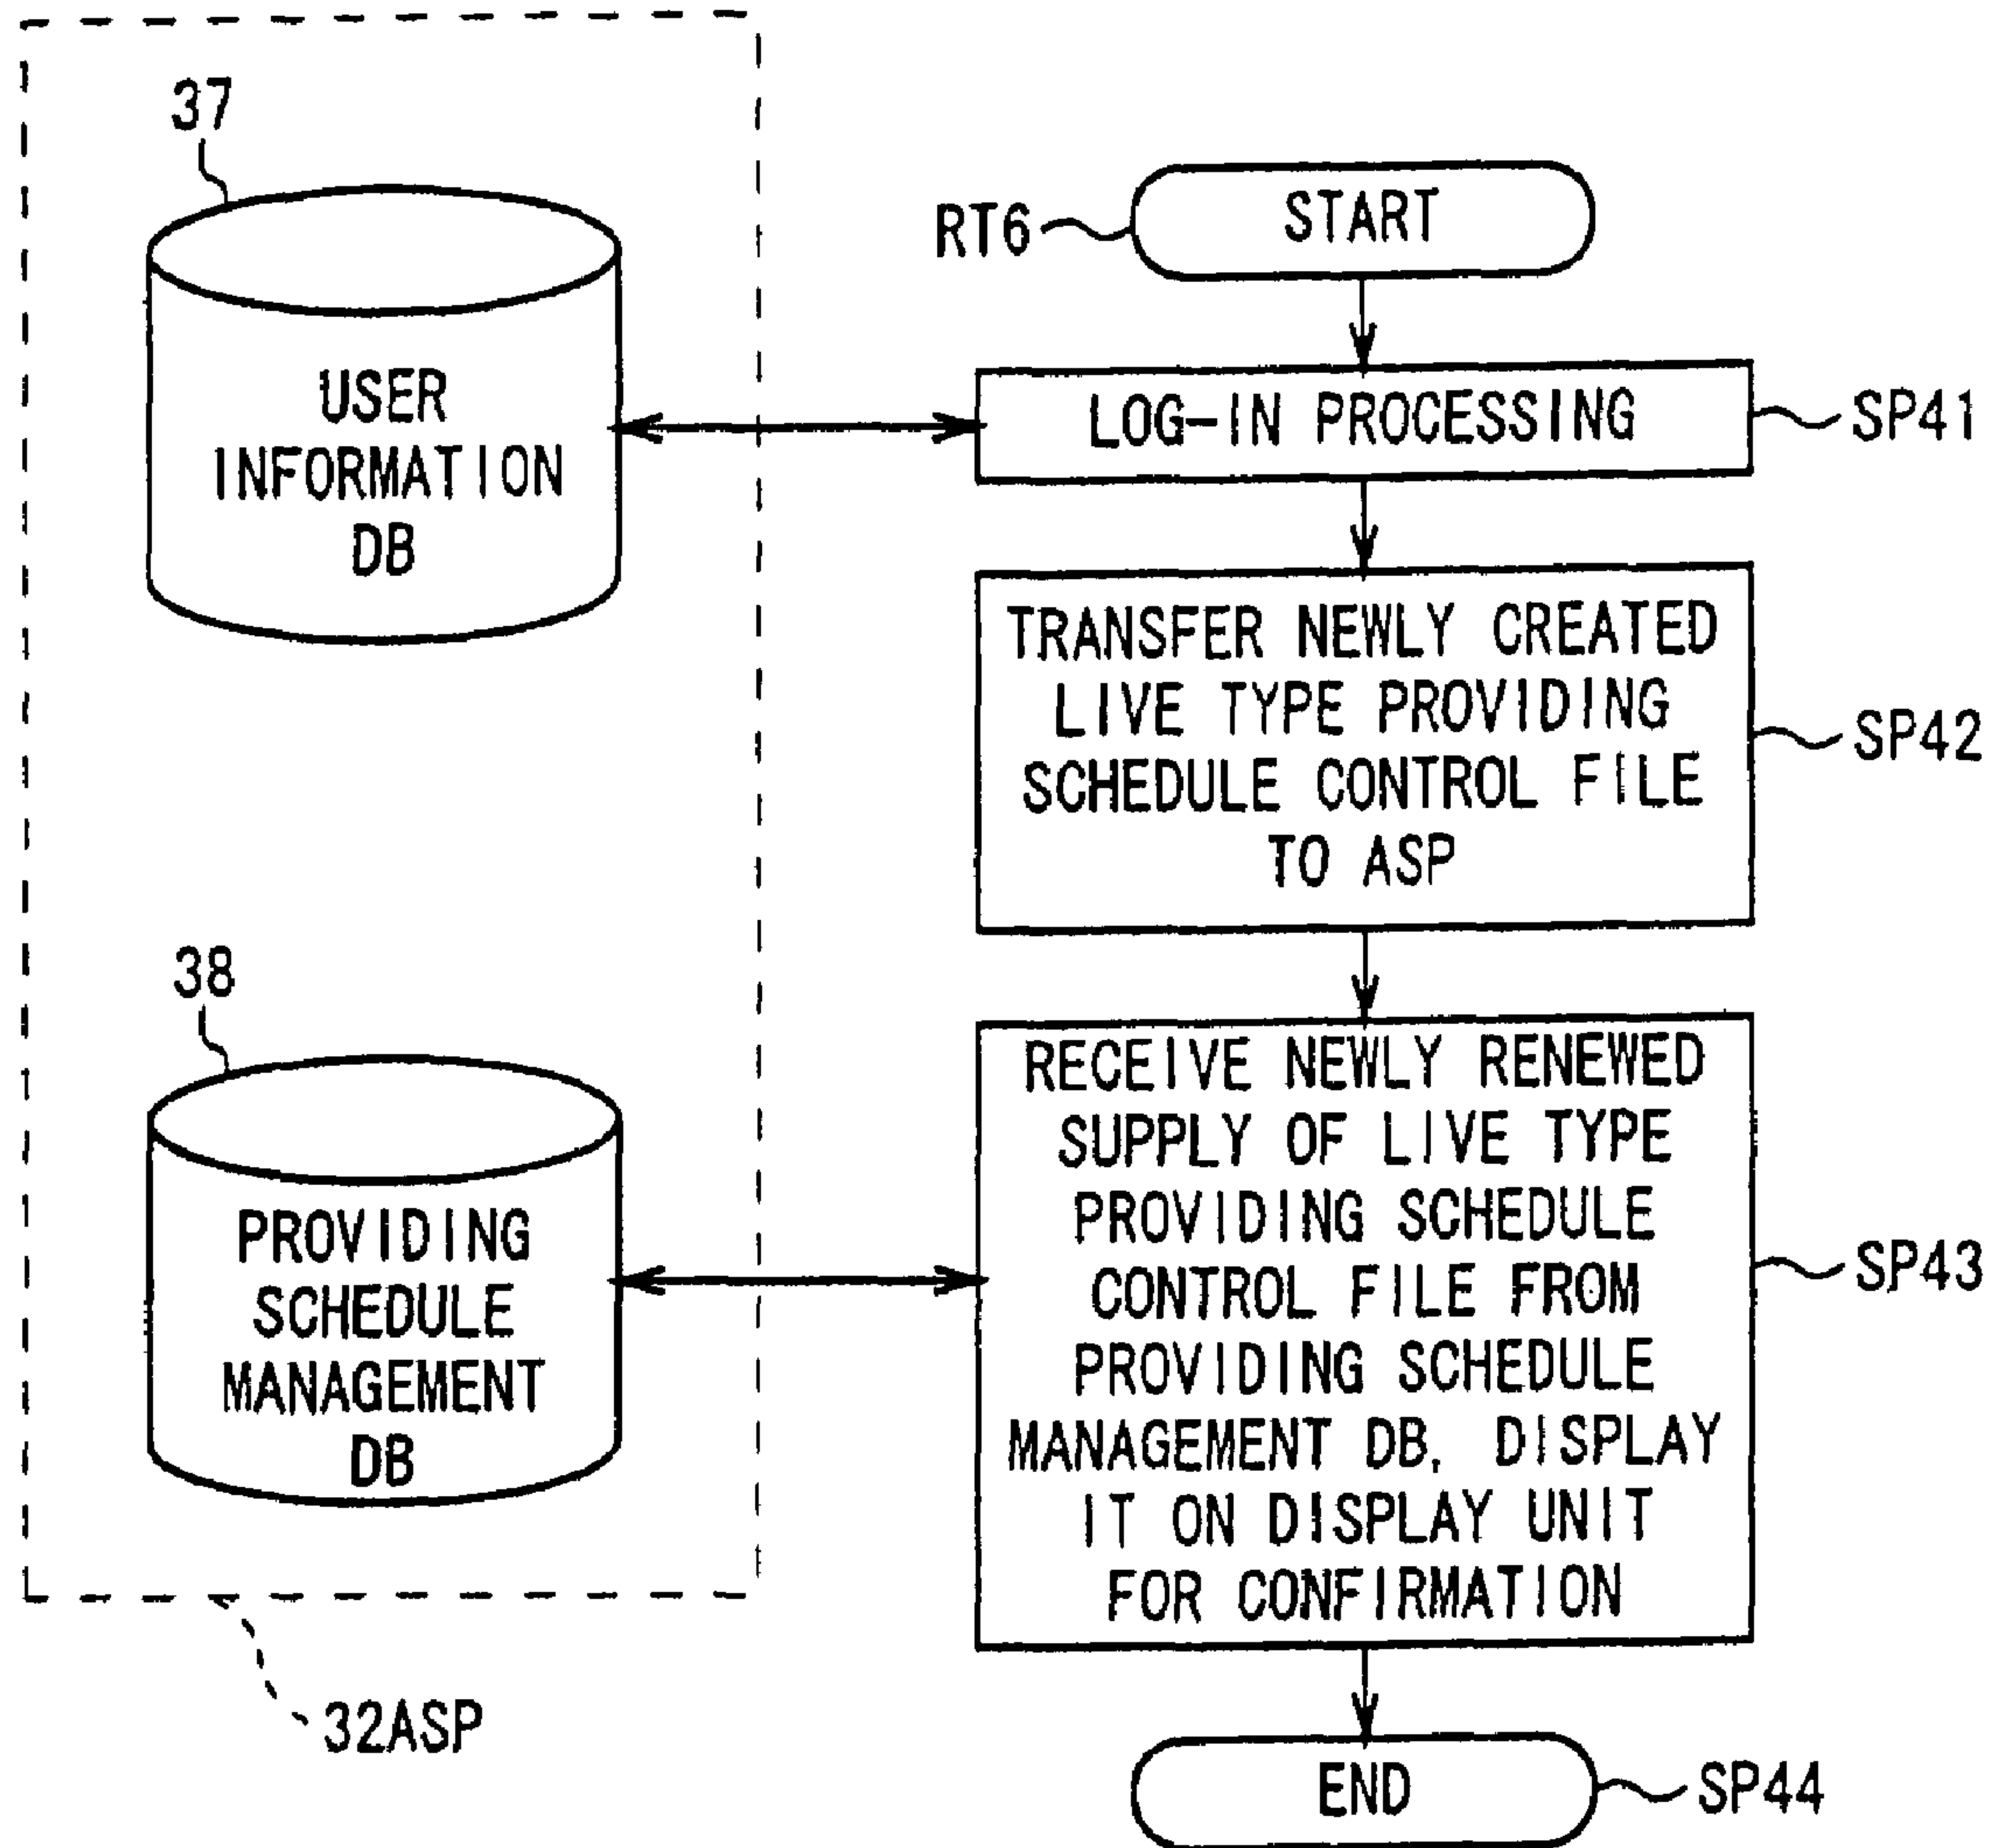 37
USER
INFORMATION
DB
38
PROVIDING
SCHEDULE
MANAGEMENT
DB
32ASP
RT6
START
LOG-IN PROCESSING
SP41
TRANSFER NEWLY CREATED
LIVE TYPE PROVIDING
SCHEDULE CONTROL FILE
TO ASP
SP42
RECEIVE NEWLY RENEWED
SUPPLY OF LIVE TYPE
PROVIDING SCHEDULE
CONTROL FILE FROM
PROVIDING SCHEDULE
MANAGEMENT DB, DISPLAY
IT ON DISPLAY UNIT
FOR CONFIRMATION
SP43
END
SP44